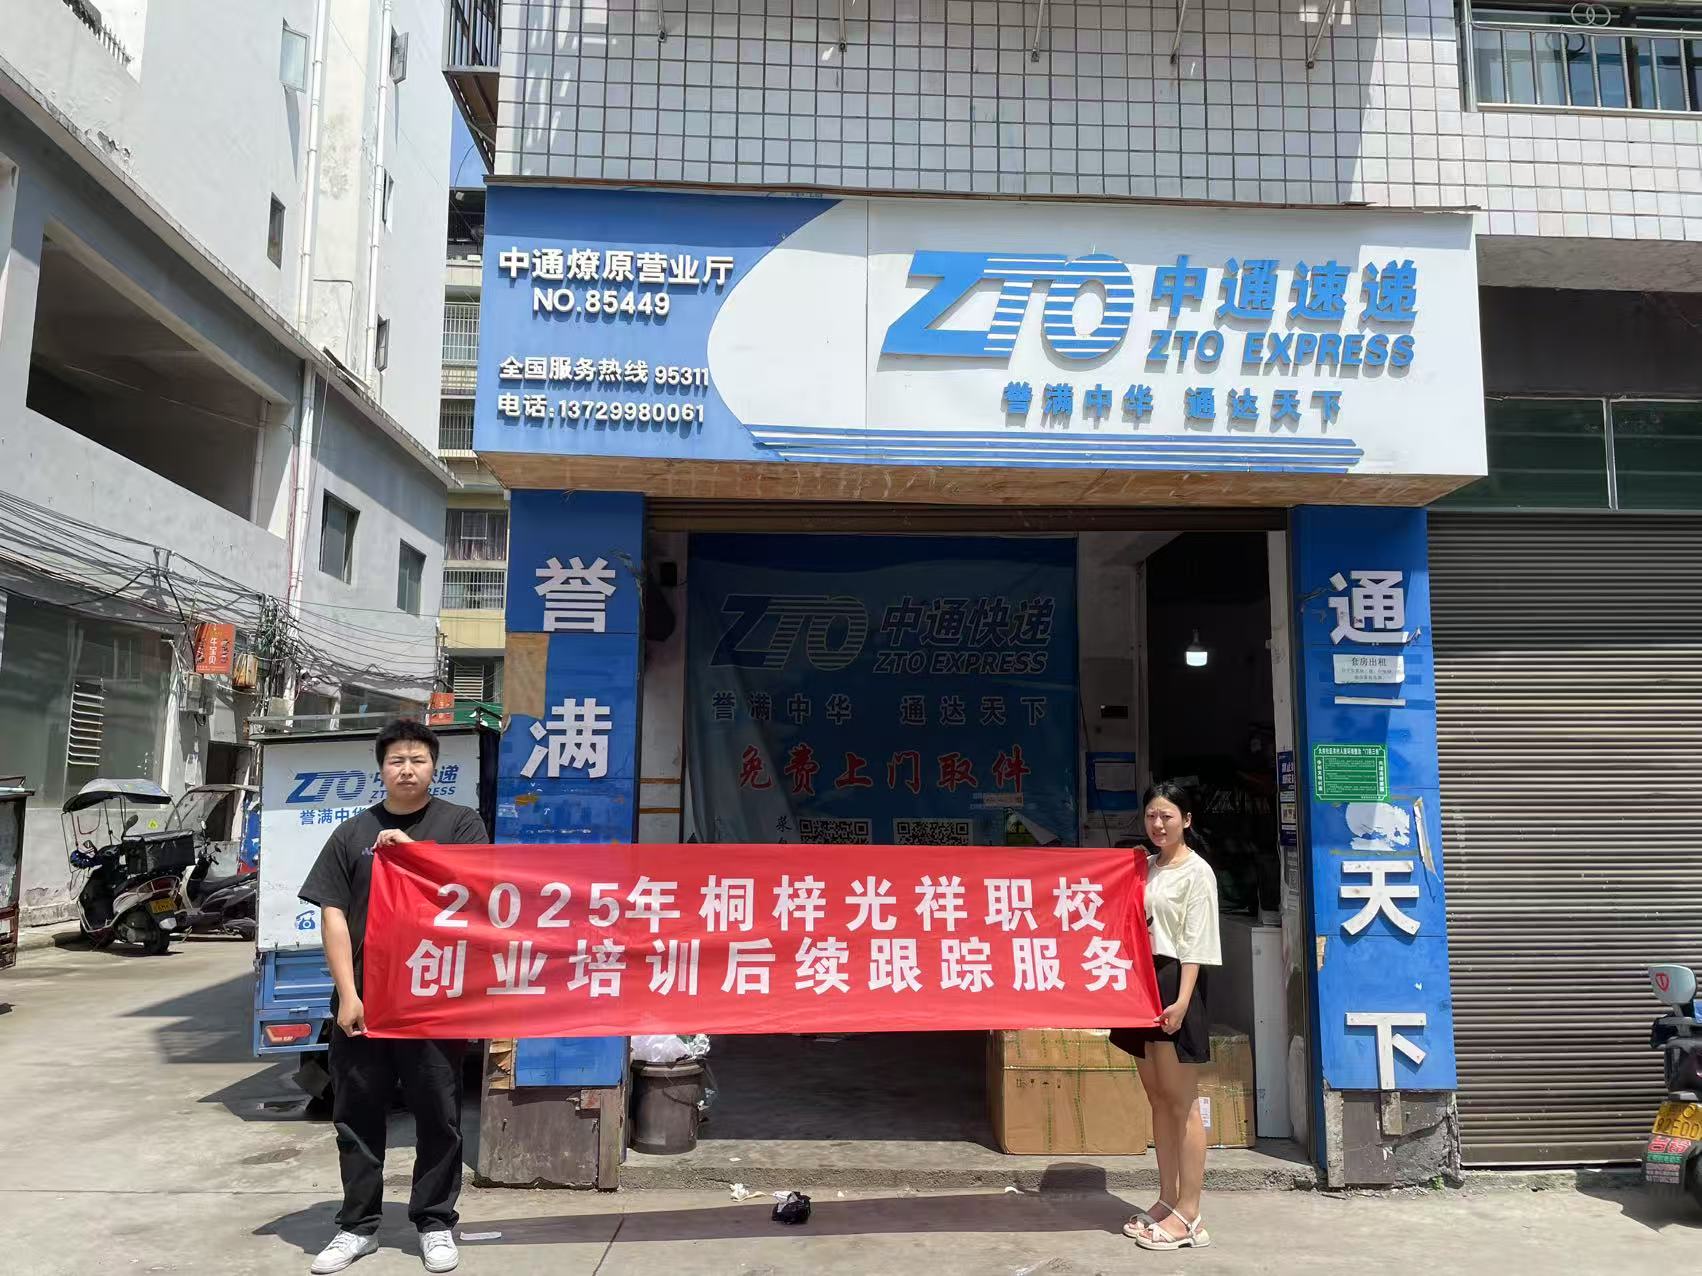 中通燎原营业厅
NO.85449
全国服务热线 95311
电话:13729980061
ZTO 中通速递
ZTO EXPRESS
誉满中华 通达天下
誉满
通 天下
ZTO 中通快递
ZTO EXPRESS
誉满中华 通达天下
免费上门取件
套房出租
ZTO 中通快递
ZTO EXPRESS
誉满中华
2025年桐梓光祥职校
创业培训后续跟踪服务